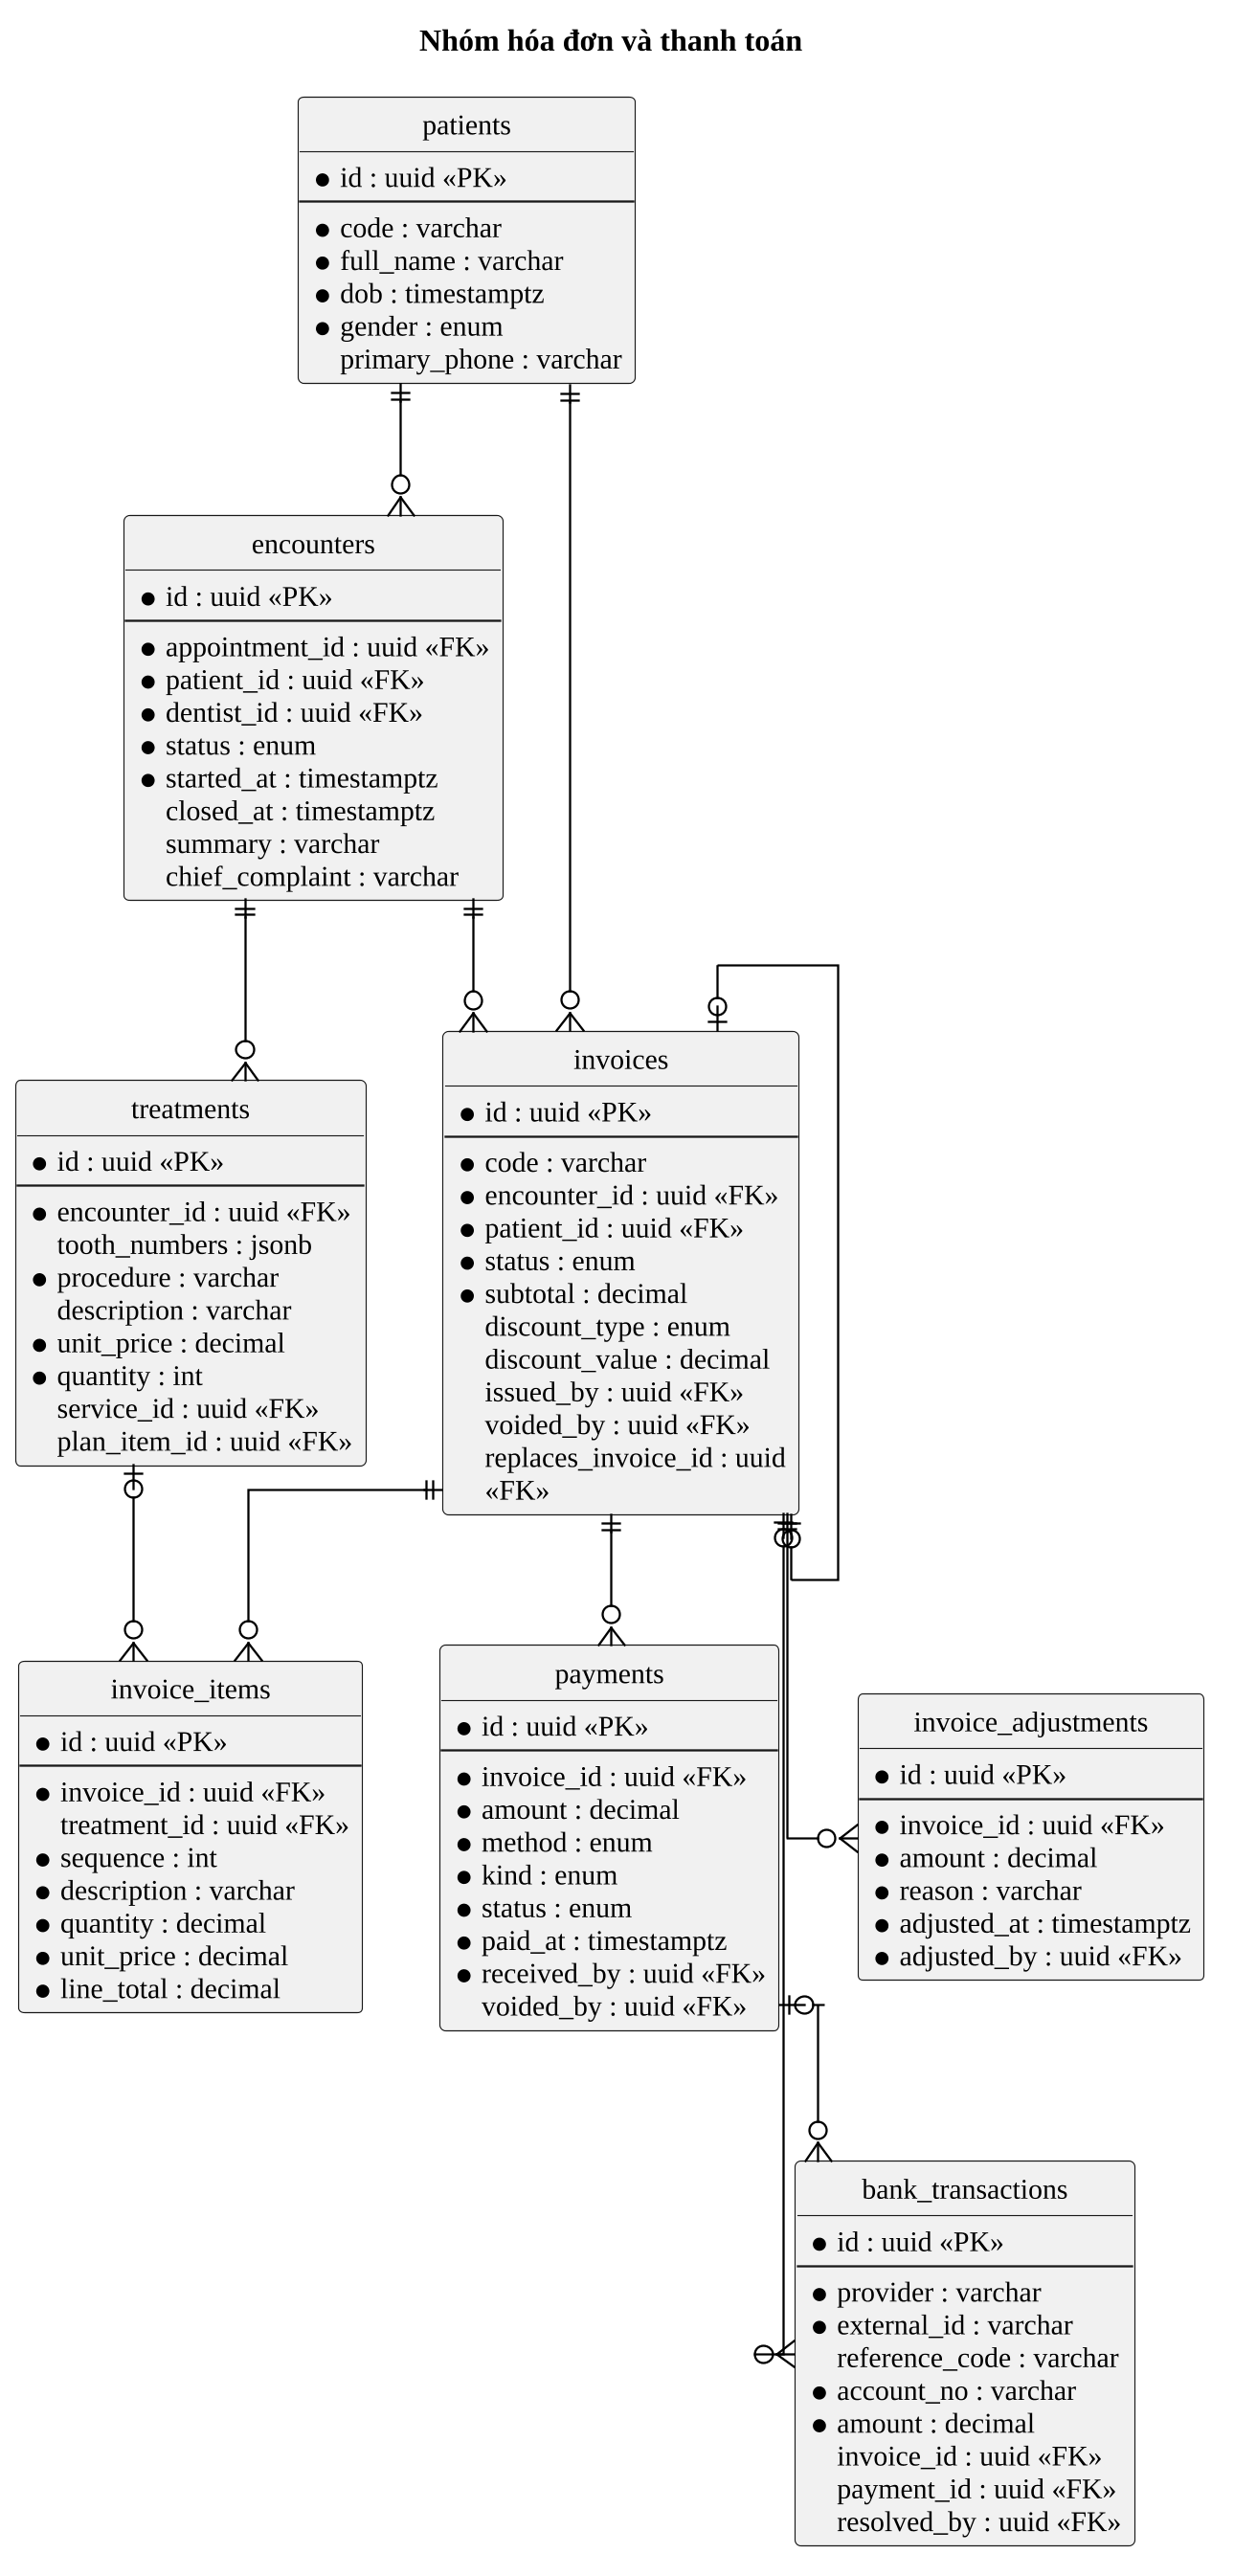 Nhóm hóa đơn và thanh toán
patients
id : uuid «PK»
code : varchar
full_name : varchar
dob : timestamptz
gender : enum
primary_phone : varchar
encounters
id : uuid «PK»
appointment_id : uuid «FK»
patient_id : uuid «FK»
dentist_id : uuid «FK»
status : enum
started_at : timestamptz
closed_at : timestamptz
summary : varchar
chief_complaint : varchar
treatments
id : uuid «PK»
encounter_id : uuid «FK»
tooth_numbers : jsonb
procedure : varchar
description : varchar
unit_price : decimal
quantity : int
service_id : uuid «FK»
plan_item_id : uuid «FK»
invoices
id : uuid «PK»
code : varchar
encounter_id : uuid «FK»
patient_id : uuid «FK»
status : enum
subtotal : decimal
discount_type : enum
discount_value : decimal
issued_by : uuid «FK»
voided_by : uuid «FK»
replaces_invoice_id : uuid
«FK»
invoice_items
id : uuid «PK»
invoice_id : uuid «FK»
treatment_id : uuid «FK»
sequence : int
description : varchar
quantity : decimal
unit_price : decimal
line_total : decimal
payments
id : uuid «PK»
invoice_id : uuid «FK»
amount : decimal
method : enum
kind : enum
status : enum
paid_at : timestamptz
received_by : uuid «FK»
voided_by : uuid «FK»
invoice_adjustments
id : uuid «PK»
invoice_id : uuid «FK»
amount : decimal
reason : varchar
adjusted_at : timestamptz
adjusted_by : uuid «FK»
bank_transactions
id : uuid «PK»
provider : varchar
external_id : varchar
reference_code : varchar
account_no : varchar
amount : decimal
invoice_id : uuid «FK»
payment_id : uuid «FK»
resolved_by : uuid «FK»